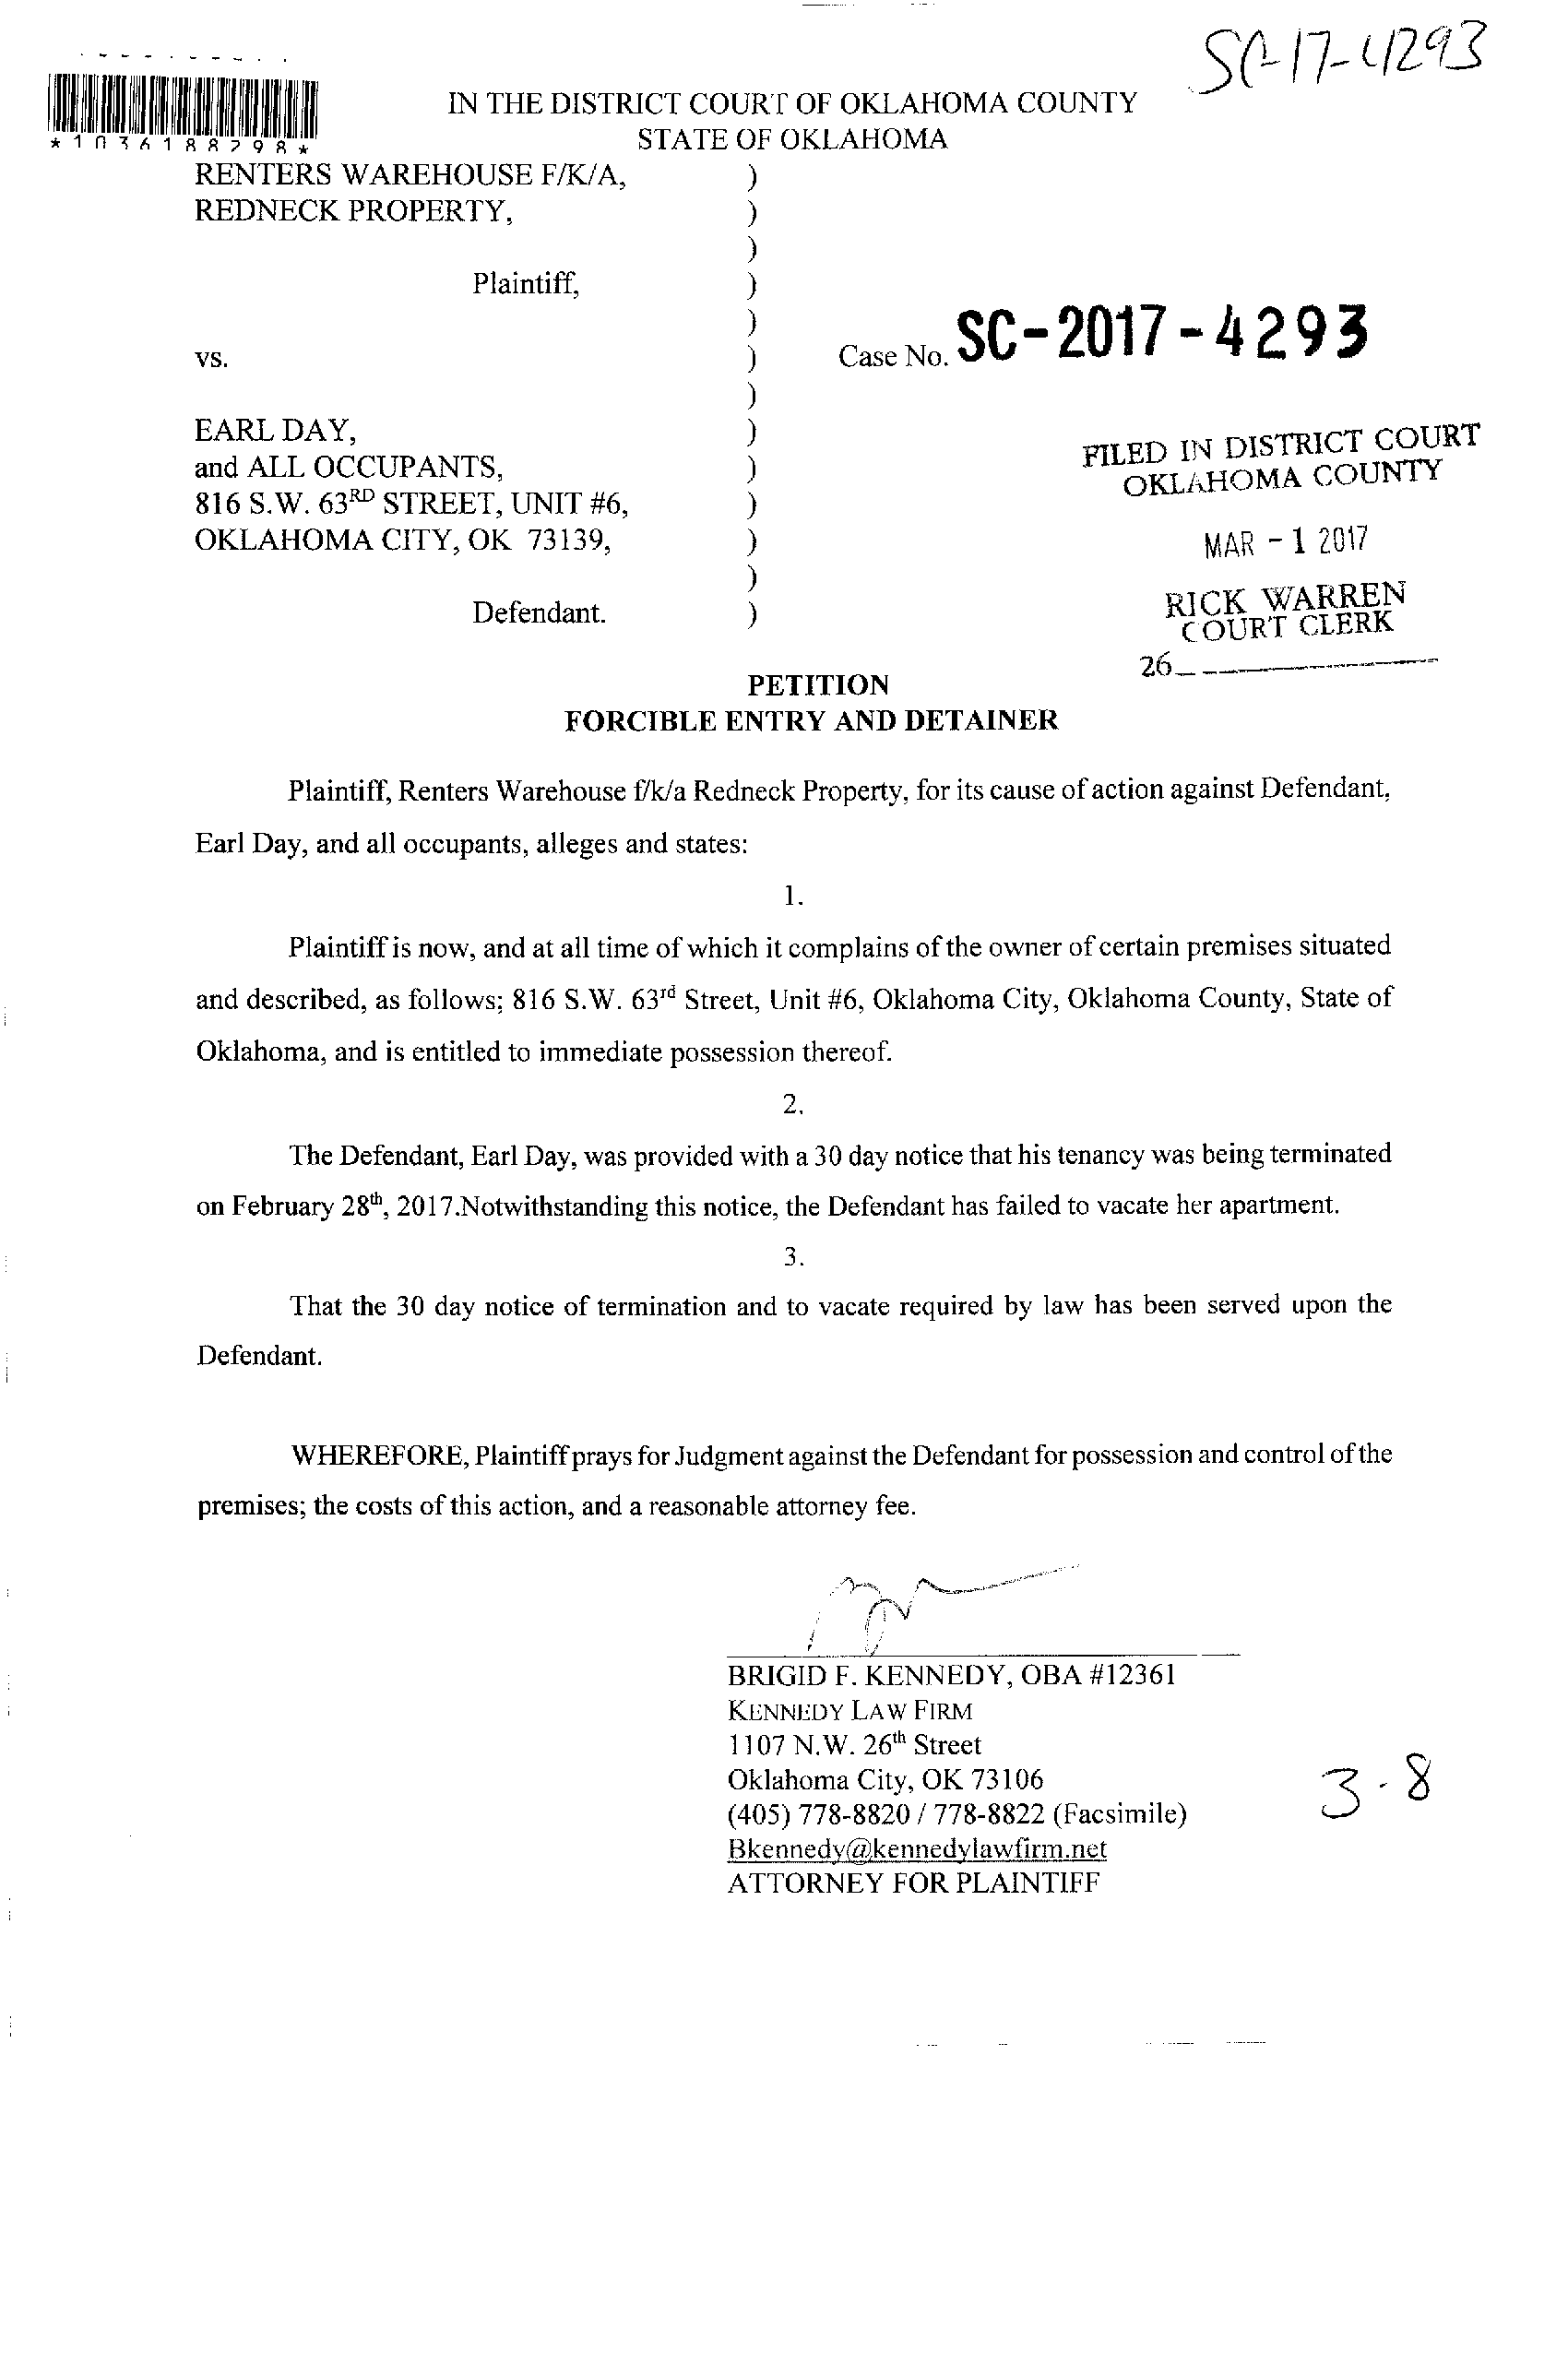 SC-17-4293
IN THE DISTRICT COURT OF OKLAHOMA COUNTY
STATE OF OKLAHOMA
*1036188298*
RENTERS WAREHOUSE F/K/A, )
REDNECK PROPERTY, )
)
Plaintiff, )
)
vs. ) Case No. SC-2017-4293
)
EARL DAY, )
and ALL OCCUPANTS, )
816 S.W. 63RD STREET, UNIT #6, )
OKLAHOMA CITY, OK 73139, )
)
Defendant. )
FILED IN DISTRICT COURT
OKLAHOMA COUNTY
MAR - 1 2017
RICK WARREN
COURT CLERK
26
PETITION
FORCIBLE ENTRY AND DETAINER
Plaintiff, Renters Warehouse f/k/a Redneck Property, for its cause of action against Defendant,
Earl Day, and all occupants, alleges and states:
1.
Plaintiff is now, and at all time of which it complains of the owner of certain premises situated
and described, as follows; 816 S.W. 63rd Street, Unit #6, Oklahoma City, Oklahoma County, State of
Oklahoma, and is entitled to immediate possession thereof.
2.
The Defendant, Earl Day, was provided with a 30 day notice that his tenancy was being terminated
on February 28th, 2017.Notwithstanding this notice, the Defendant has failed to vacate her apartment.
3.
That the 30 day notice of termination and to vacate required by law has been served upon the
Defendant.
WHEREFORE, Plaintiff prays for Judgment against the Defendant for possession and control of the
premises; the costs of this action, and a reasonable attorney fee.
BRIGID F. KENNEDY, OBA #12361
KENNEDY LAW FIRM
1107 N.W. 26th Street
Oklahoma City, OK 73106
(405) 778-8820 / 778-8822 (Facsimile)
Bkennedy@kennedylawfirm.net
ATTORNEY FOR PLAINTIFF
3-8